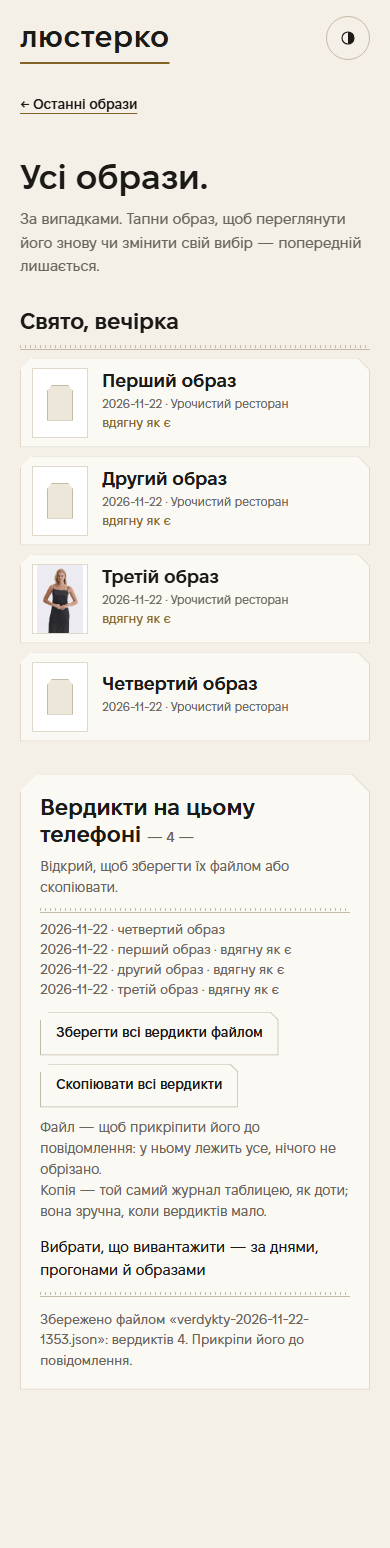 люстерко
← Останні образи
Усі образи.
За випадками. Тапни образ, щоб переглянути
його знову чи змінити свій вибір — попередній
лишається.
Свято, вечірка
Перший образ
2026-11-22 · Урочистий ресторан
вдягну як є
Другий образ
2026-11-22 · Урочистий ресторан
вдягну як є
Третій образ
2026-11-22 · Урочистий ресторан
вдягну як є
Четвертий образ
2026-11-22 · Урочистий ресторан
Вердикти на цьому
телефоні — 4 —
Відкрий, щоб зберегти їх файлом або
скопіювати.
2026-11-22 · четвертий образ
2026-11-22 · перший образ · вдягну як є
2026-11-22 · другий образ · вдягну як є
2026-11-22 · третій образ · вдягну як є
Зберегти всі вердикти файлом
Скопіювати всі вердикти
Файл — щоб прикріпити його до
повідомлення: у ньому лежить усе, нічого не
обрізано.
Копія — той самий журнал таблицею, як доти;
вона зручна, коли вердиктів мало.
Вибрати, що вивантажити — за днями,
прогонами й образами
Збережено файлом «verdykty-2026-11-22-
1353.json»: вердиктів 4. Прикріпи його до
повідомлення.